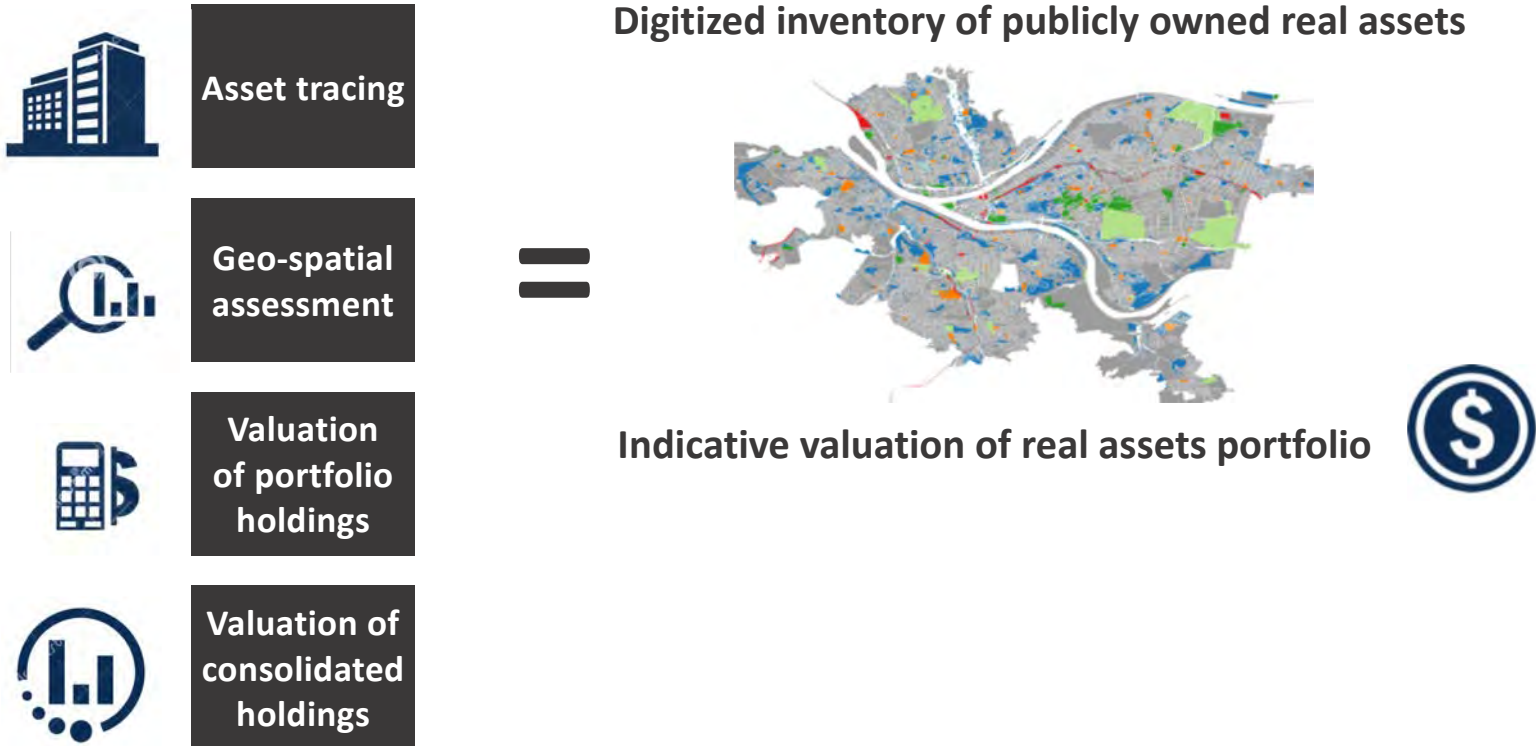 Asset tracing
Geo-spatial
assessment
Valuation
of portfolio
holdings
Valuation of
consolidated
holdings
=
Digitized inventory of publicly owned real assets
Indicative valuation of real assets portfolio
$